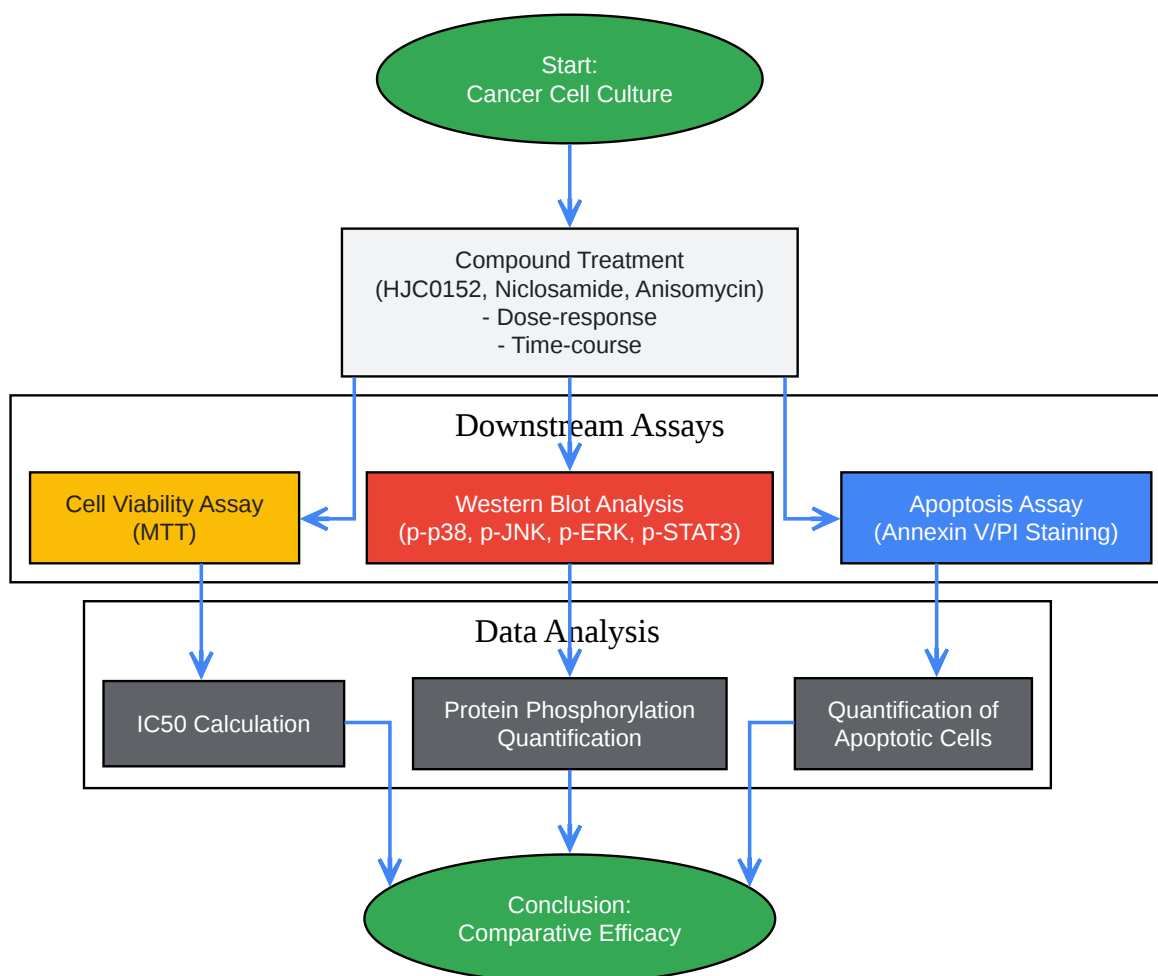 Start:
Cancer Cell Culture
Compound Treatment
(HJC0152, Niclosamide, Anisomycin)
- Dose-response
- Time-course
Downstream Assays
Cell Viability Assay
(MTT)
Western Blot Analysis
(p-p38, p-JNK, p-ERK, p-STAT3)
Apoptosis Assay
(Annexin V/PI Staining)
Data Analysis
IC50 Calculation
Protein Phosphorylation
Quantification
Quantification of
Apoptotic Cells
Conclusion:
Comparative Efficacy